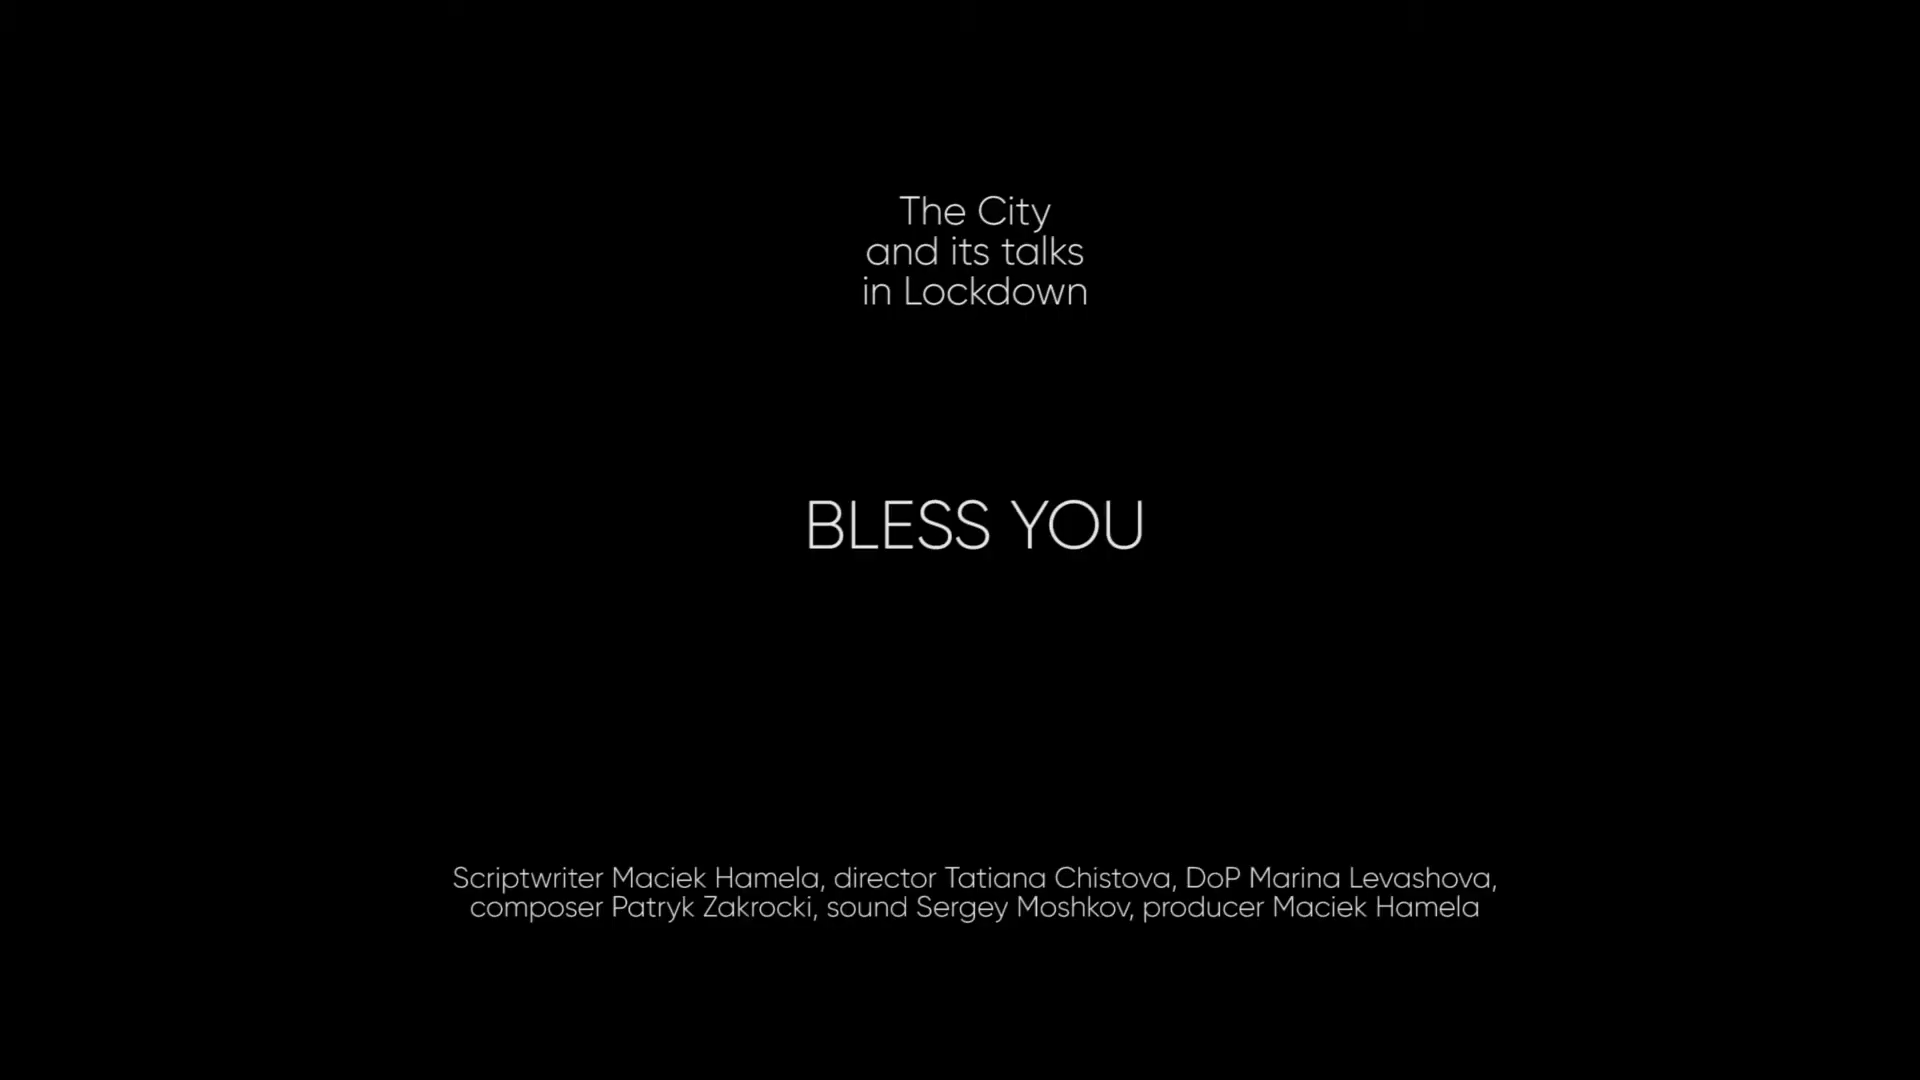 The City
and its talks
in Lockdown
BLESS YOU
Scriptwriter Maciek Hamela, director Tatiana Chistova, DoP Marina Levashova,
composer Patryk Zakrocki, sound Sergey Moshkov, producer Maciek Hamela